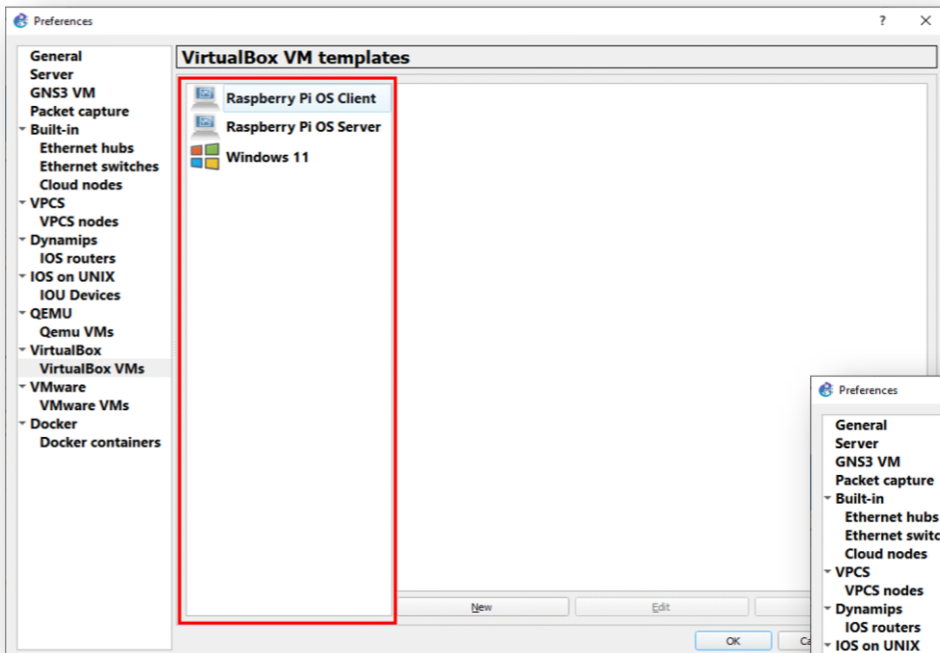 Preferences
?
General
Server
GNS3 VM
Packet capture
Built-in
Ethernet hubs
Ethernet switches
Cloud nodes
VPCS
VPCS nodes
Dynamips
IOS routers
IOS on UNIX
IOU Devices
QEMU
Qemu VMs
VirtualBox
VirtualBox VMs
VMware
VMware VMs
Docker
Docker containers
VirtualBox VM templates
Raspberry Pi OS Client
Raspberry Pi OS Server
Windows 11
New
Edit
OK
Ca
Preferences
General
Server
GNS3 VM
Packet capture
Built-in
Ethernet hubs
Ethernet switc
Cloud nodes
VPCS
VPCS nodes
Dynamips
IOS routers
IOS on UNIX